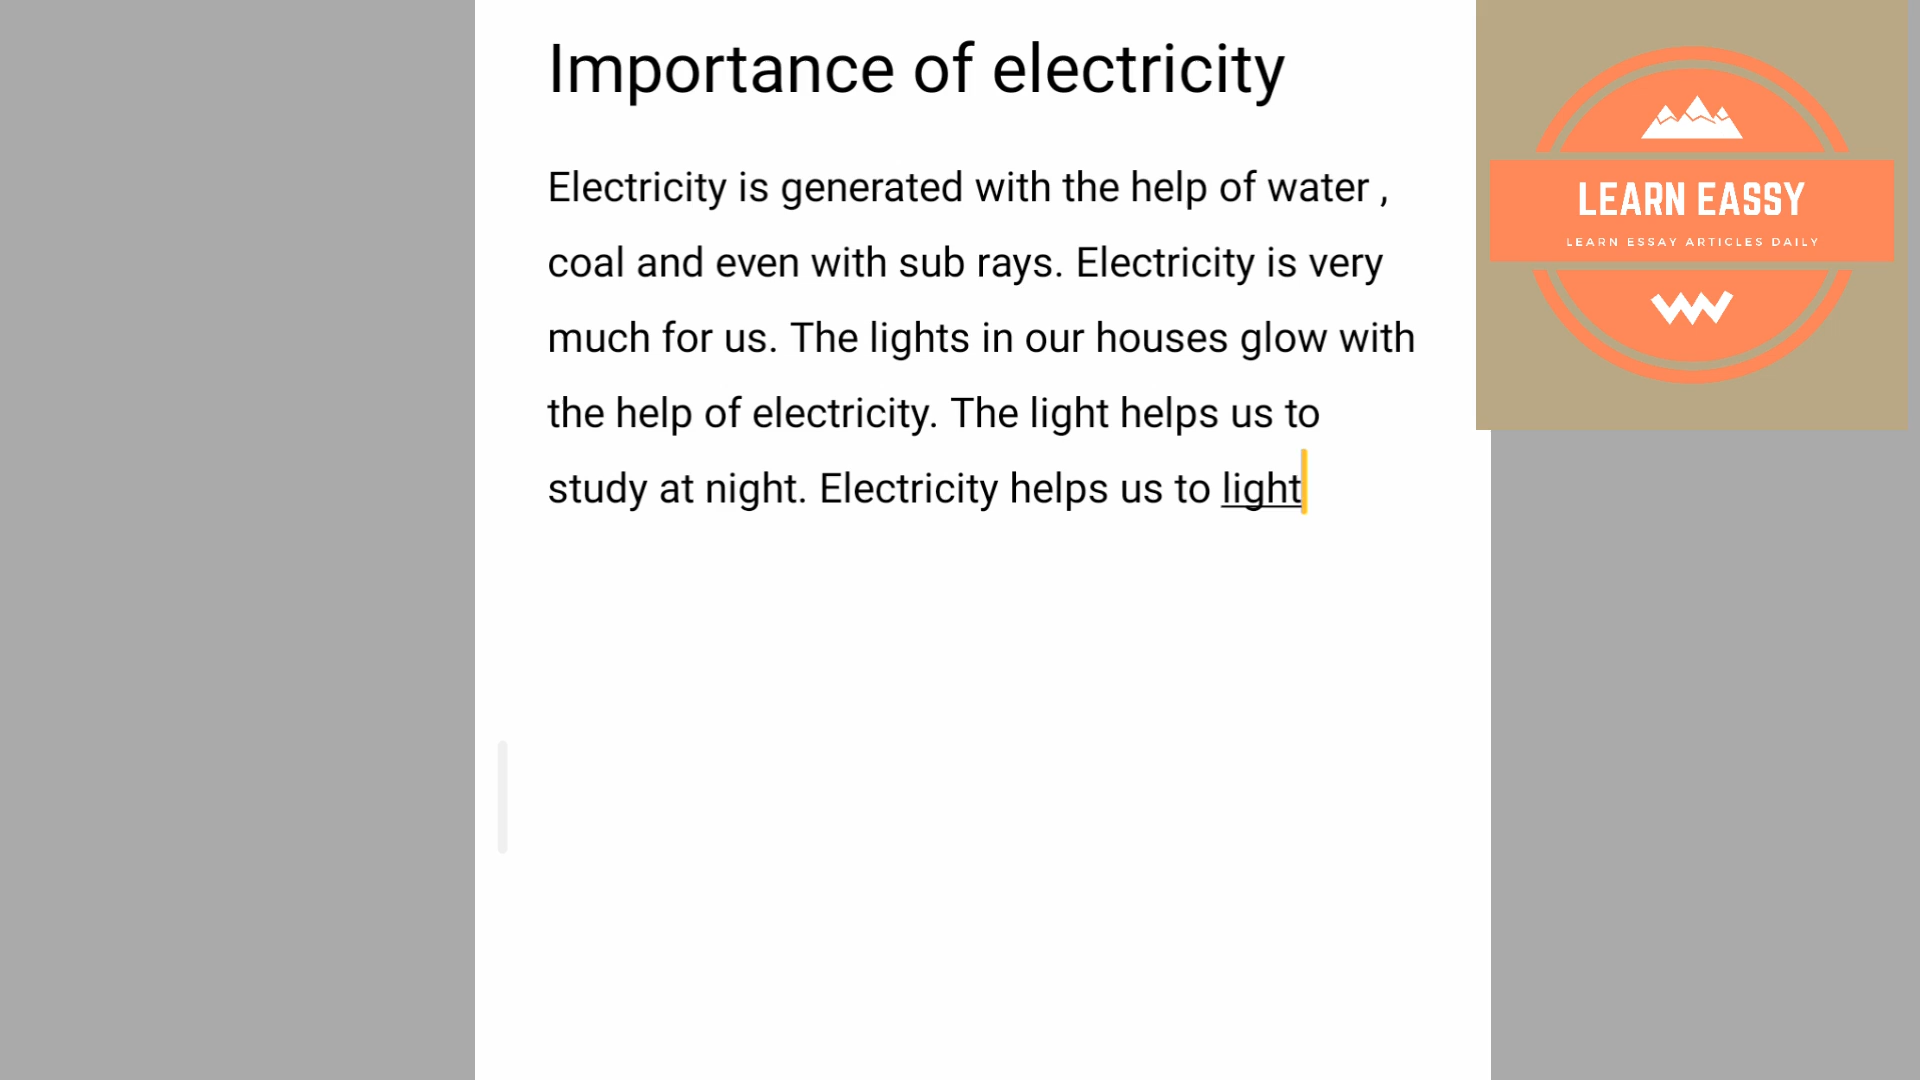 Importance of electricity
Electricity is generated with the help of water ,
coal and even with sub rays. Electricity is very
much for us. The lights in our houses glow with
the help of electricity. The light helps us to
study at night. Electricity helps us to light
LEARN EASSY
LEARN ESSAY ARTICLES DAILY